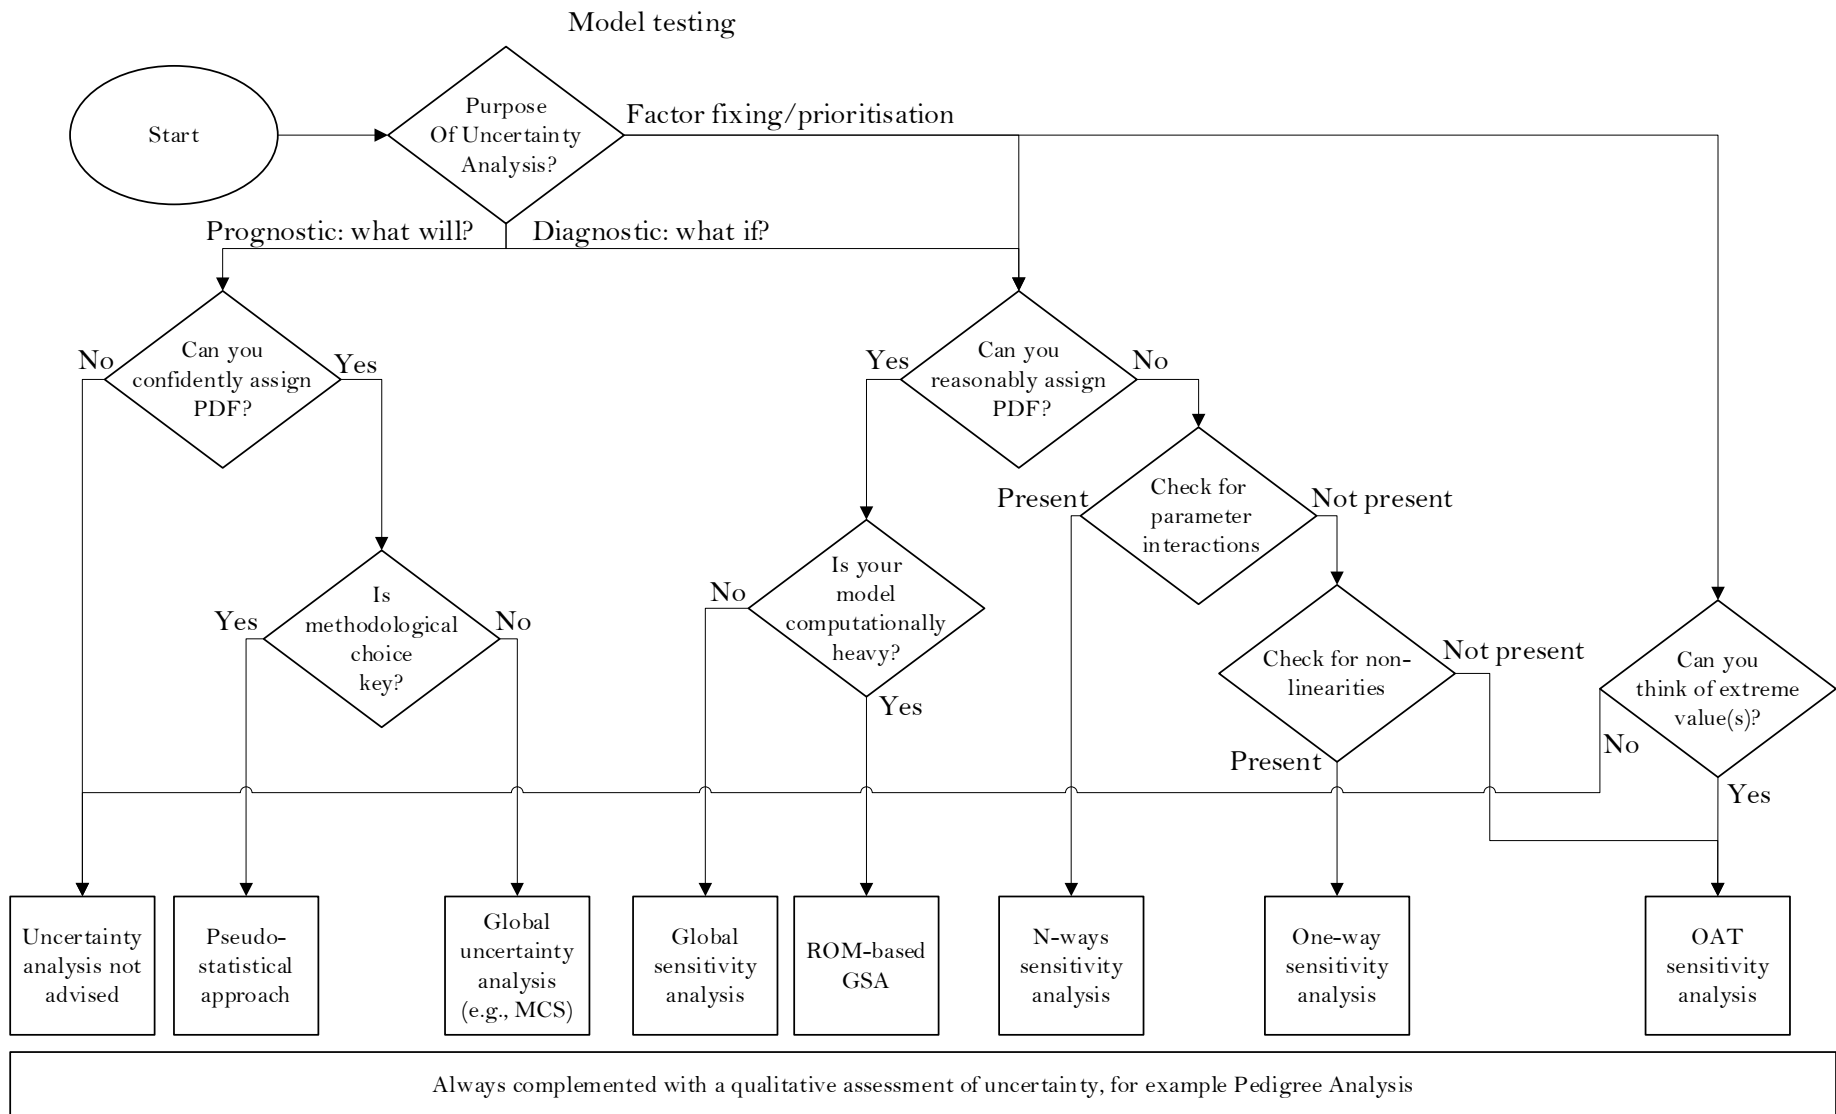 Model testing
Start
Purpose
Of Uncertainty
Analysis?
Factor fixing/prioritisation
Prognostic: what will?
Diagnostic: what if?
No
Can you
confidently assign
PDF?
Yes
Yes
Can you
reasonably assign
PDF?
No
Present
Check for
parameter
interactions
Not present
Yes
Is
methodological
choice
key?
No
No
Is your
model
computationally
heavy?
Yes
Check for non-
linearities
Not present
Present
Can you
think of extreme
value(s)?
No
Yes
Uncertainty
analysis not
advised
Pseudo-
statistical
approach
Global
uncertainty
analysis
(e.g., MCS)
Global
sensitivity
analysis
ROM-based
GSA
N-ways
sensitivity
analysis
One-way
sensitivity
analysis
OAT
sensitivity
analysis
Always complemented with a qualitative assessment of uncertainty, for example Pedigree Analysis